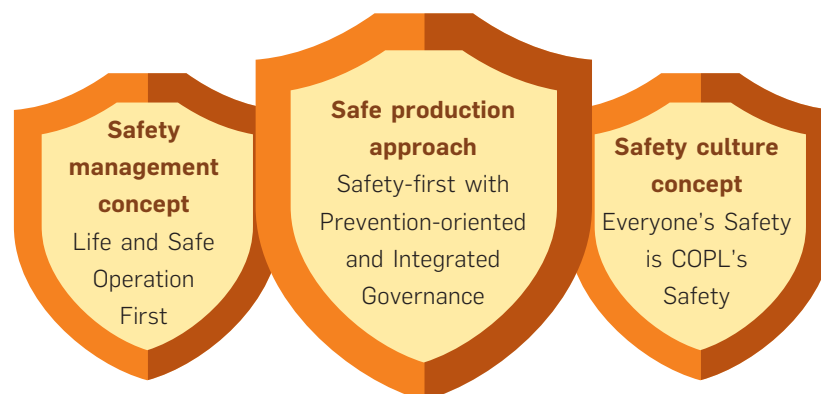 Safety
management
concept
Life and Safe
Operation
First
Safe production
approach
Safety-first with
Prevention-oriented
and Integrated
Governance
Safety culture
concept
Everyone's Safety
is COPL's
Safety